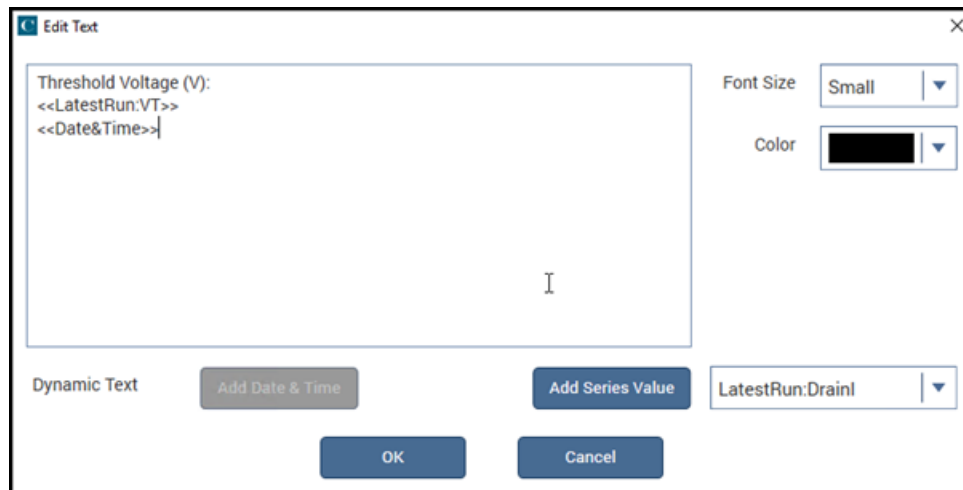 C Edit Text
Threshold Voltage (V):
<<LatestRun:VT>>
<<Date&Time>>
Font Size
Small
Color
Dynamic Text
Add Date & Time
Add Series Value
LatestRun:DrainI
OK
Cancel